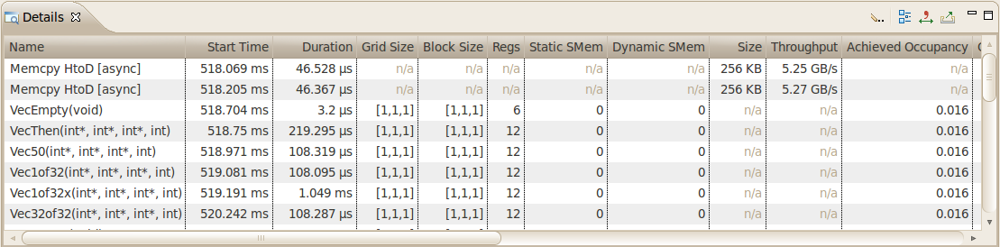 Details
Name Start Time Duration Grid Size Block Size Regs Static SMem Dynamic SMem Size Throughput Achieved Occupancy
Memcpy HtoD [async] 518.069 ms 46.528 µs n/a n/a n/a n/a n/a 256 KB 5.25 GB/s n/a
Memcpy HtoD [async] 518.205 ms 46.367 µs n/a n/a n/a n/a n/a 256 KB 5.27 GB/s n/a
VecEmpty(void) 518.704 ms 3.2 µs [1,1,1] [1,1,1] 6 0 0 n/a n/a 0.016
VecThen(int*, int*, int*, int) 518.75 ms 219.295 µs [1,1,1] [1,1,1] 12 0 0 n/a n/a 0.016
Vec50(int*, int*, int*, int) 518.971 ms 108.319 µs [1,1,1] [1,1,1] 12 0 0 n/a n/a 0.016
Vec1of32(int*, int*, int*, int) 519.081 ms 108.095 µs [1,1,1] [1,1,1] 12 0 0 n/a n/a 0.016
Vec1of32x(int*, int*, int*, int) 519.191 ms 1.049 ms [1,1,1] [1,1,1] 12 0 0 n/a n/a 0.016
Vec32of32(int*, int*, int*, int) 520.242 ms 108.287 µs [1,1,1] [1,1,1] 12 0 0 n/a n/a 0.016